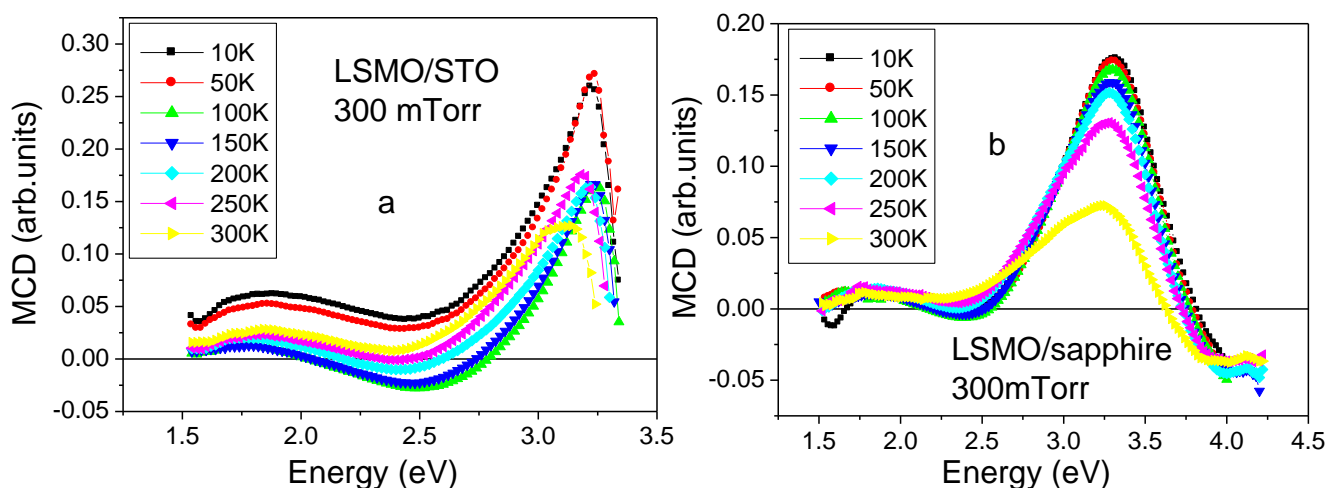 0.30
0.25
0.20
0.15
0.10
0.05
0.00
-0.05
MCD (arb.units)
10K
50K
100K
150K
200K
250K
300K
LSMO/STO
300 mTorr
a
1.5 2.0 2.5 3.0 3.5
Energy (eV)
0.20
0.15
0.10
0.05
0.00
-0.05
MCD (arb.units)
10K
50K
100K
150K
200K
250K
300K
b
LSMO/sapphire
300mTorr
1.5 2.0 2.5 3.0 3.5 4.0 4.5
Energy (eV)